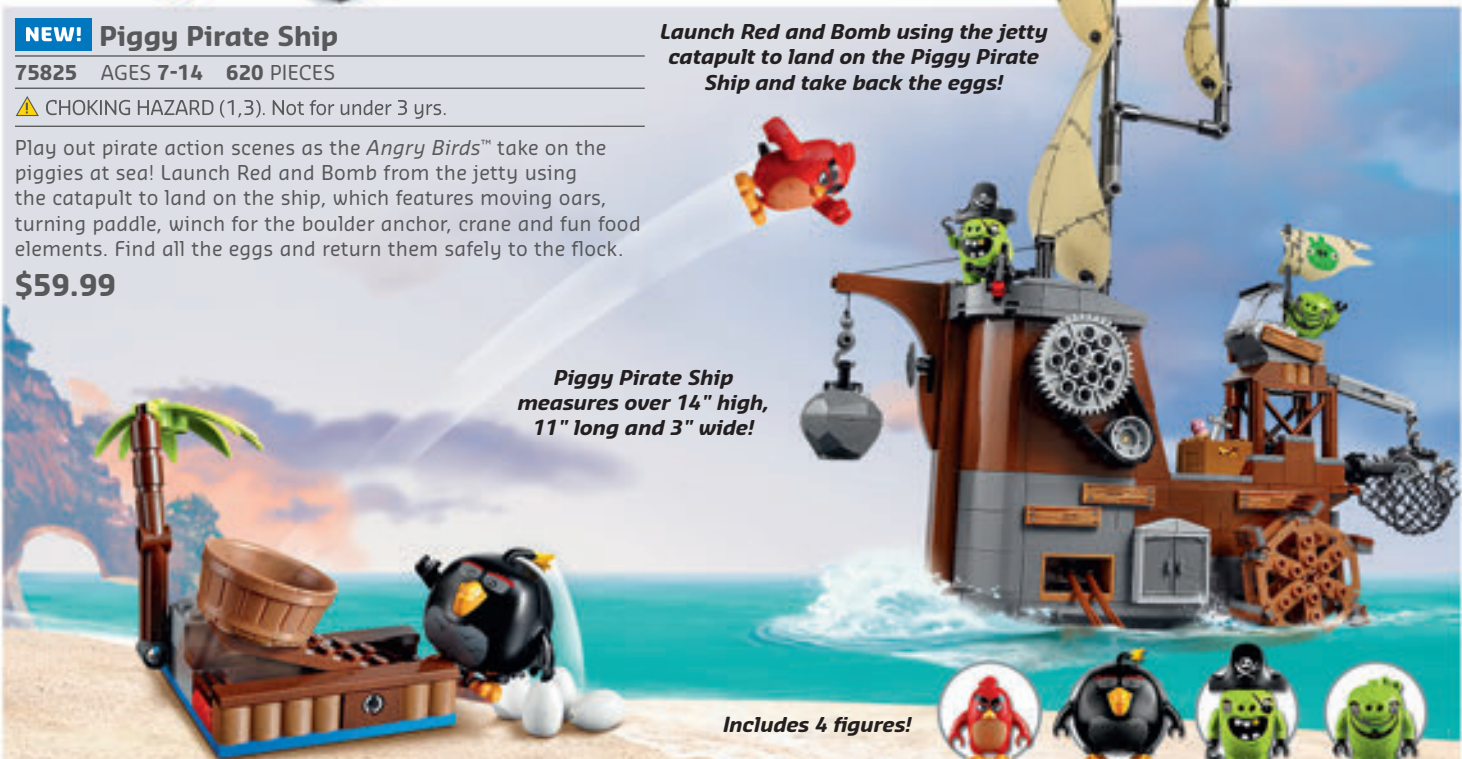 NEW! Piggy Pirate Ship
75825 AGES 7-14 620 PIECES
CHOKING HAZARD (1,3). Not for under 3 yrs.
Play out pirate action scenes as the Angry Birds™ take on the
piggies at sea! Launch Red and Bomb from the jetty using
the catapult to land on the ship, which features moving oars,
turning paddle, winch for the boulder anchor, crane and fun food
elements. Find all the eggs and return them safely to the flock.
$59.99
Launch Red and Bomb using the jetty
catapult to land on the Piggy Pirate
Ship and take back the eggs!
Piggy Pirate Ship
measures over 14" high,
11" long and 3" wide!
Includes 4 figures!